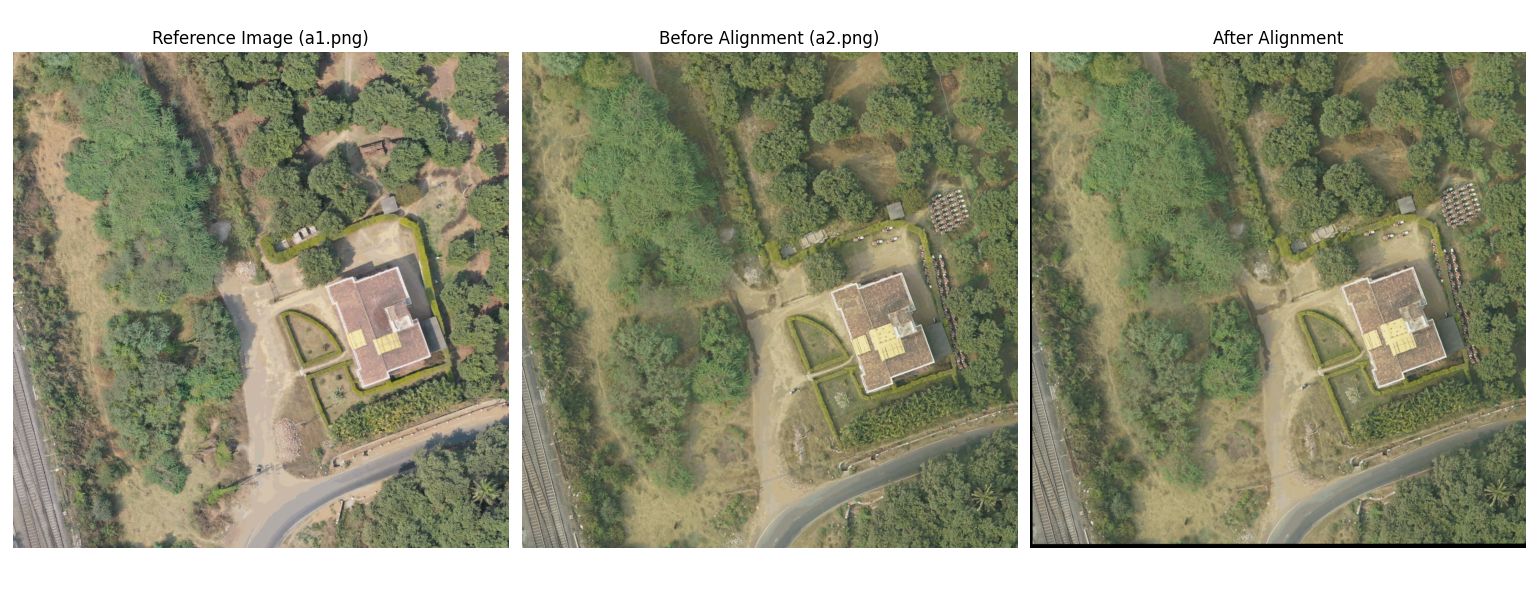 Reference Image (a1.png)
Before Alignment (a2.png)
After Alignment